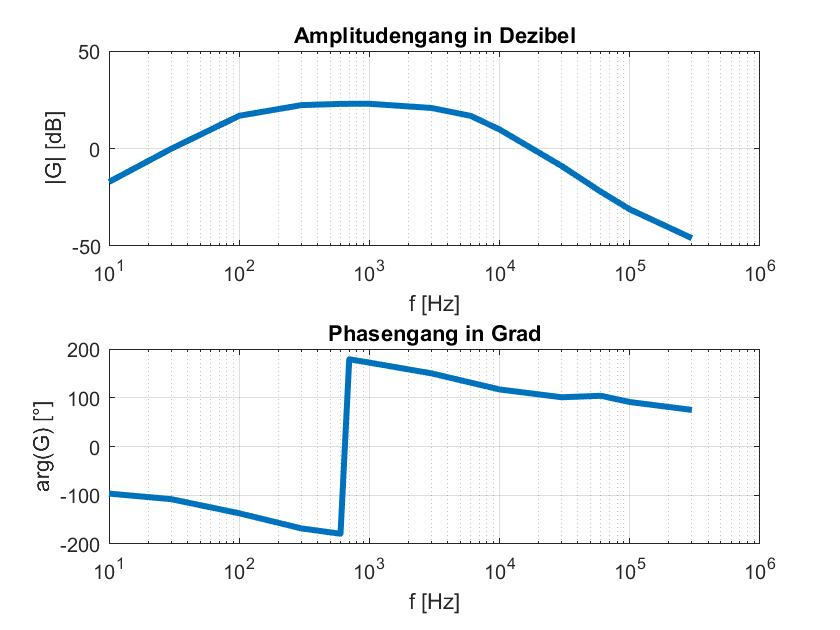 Amplitudengang in Dezibel
|G| [dB]
50
0
-50
10^1 10^2 10^3 10^4 10^5 10^6
f [Hz]
Phasengang in Grad
arg(G) [°]
200
100
0
-100
-200
10^1 10^2 10^3 10^4 10^5 10^6
f [Hz]